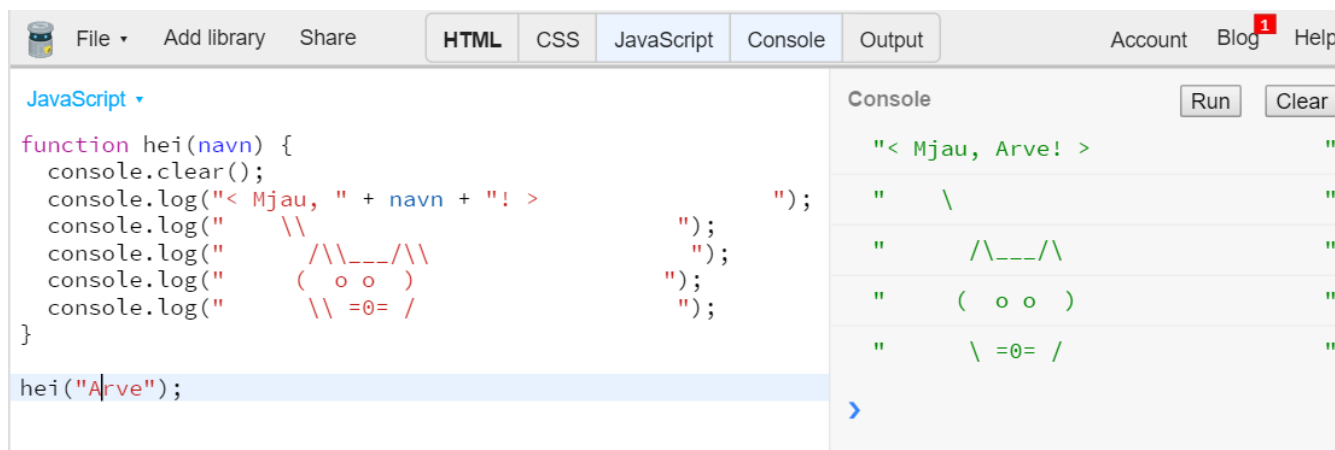 File ▾ Add library Share HTML CSS JavaScript Console Output Account Blog 1 Help
JavaScript ▾
function hei(navn) {
  console.clear();
  console.log("< Mjau, " + navn + "! >                  ");
  console.log("    \\                            ");
  console.log("      /\\___/\\                    ");
  console.log("     (  o o  )                   ");
  console.log("      \\ =0= /                    ");
}
hei("Arve");
Console Run Clear
"< Mjau, Arve! >                  "
"    \                            "
"      /\___/\                    "
"     (  o o  )                   "
"      \ =0= /                    "
❯